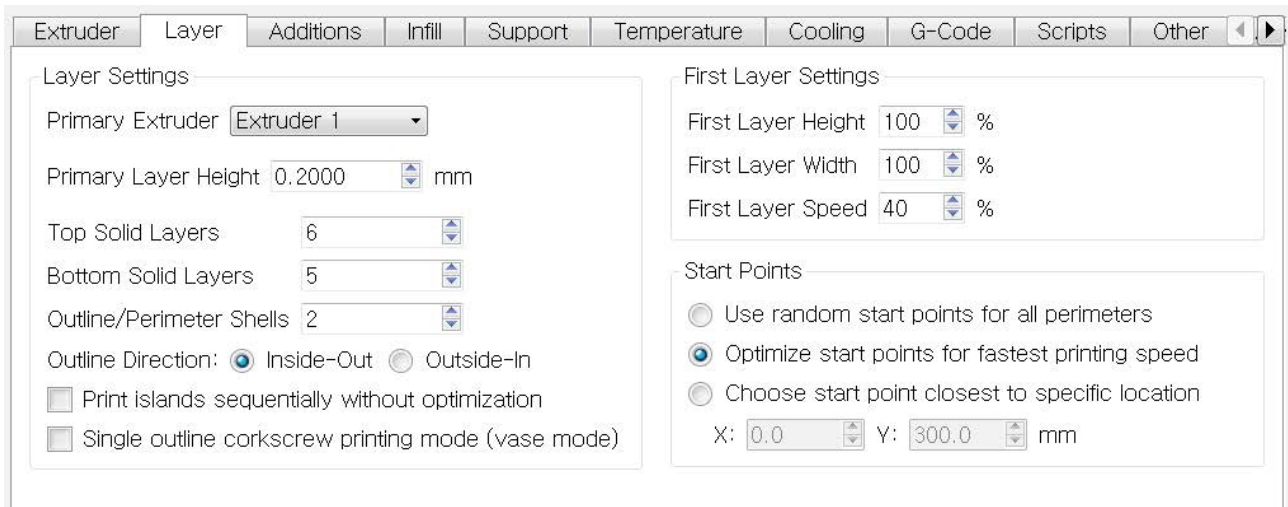 Extruder Layer Additions Infill Support Temperature Cooling G-Code Scripts Other
Layer Settings
Primary Extruder Extruder 1
Primary Layer Height 0.2000 mm
Top Solid Layers 6
Bottom Solid Layers 5
Outline/Perimeter Shells 2
Outline Direction: Inside-Out Outside-In
Print islands sequentially without optimization
Single outline corkscrew printing mode (vase mode)
First Layer Settings
First Layer Height 100 %
First Layer Width 100 %
First Layer Speed 40 %
Start Points
Use random start points for all perimeters
Optimize start points for fastest printing speed
Choose start point closest to specific location
X: 0.0 Y: 300.0 mm